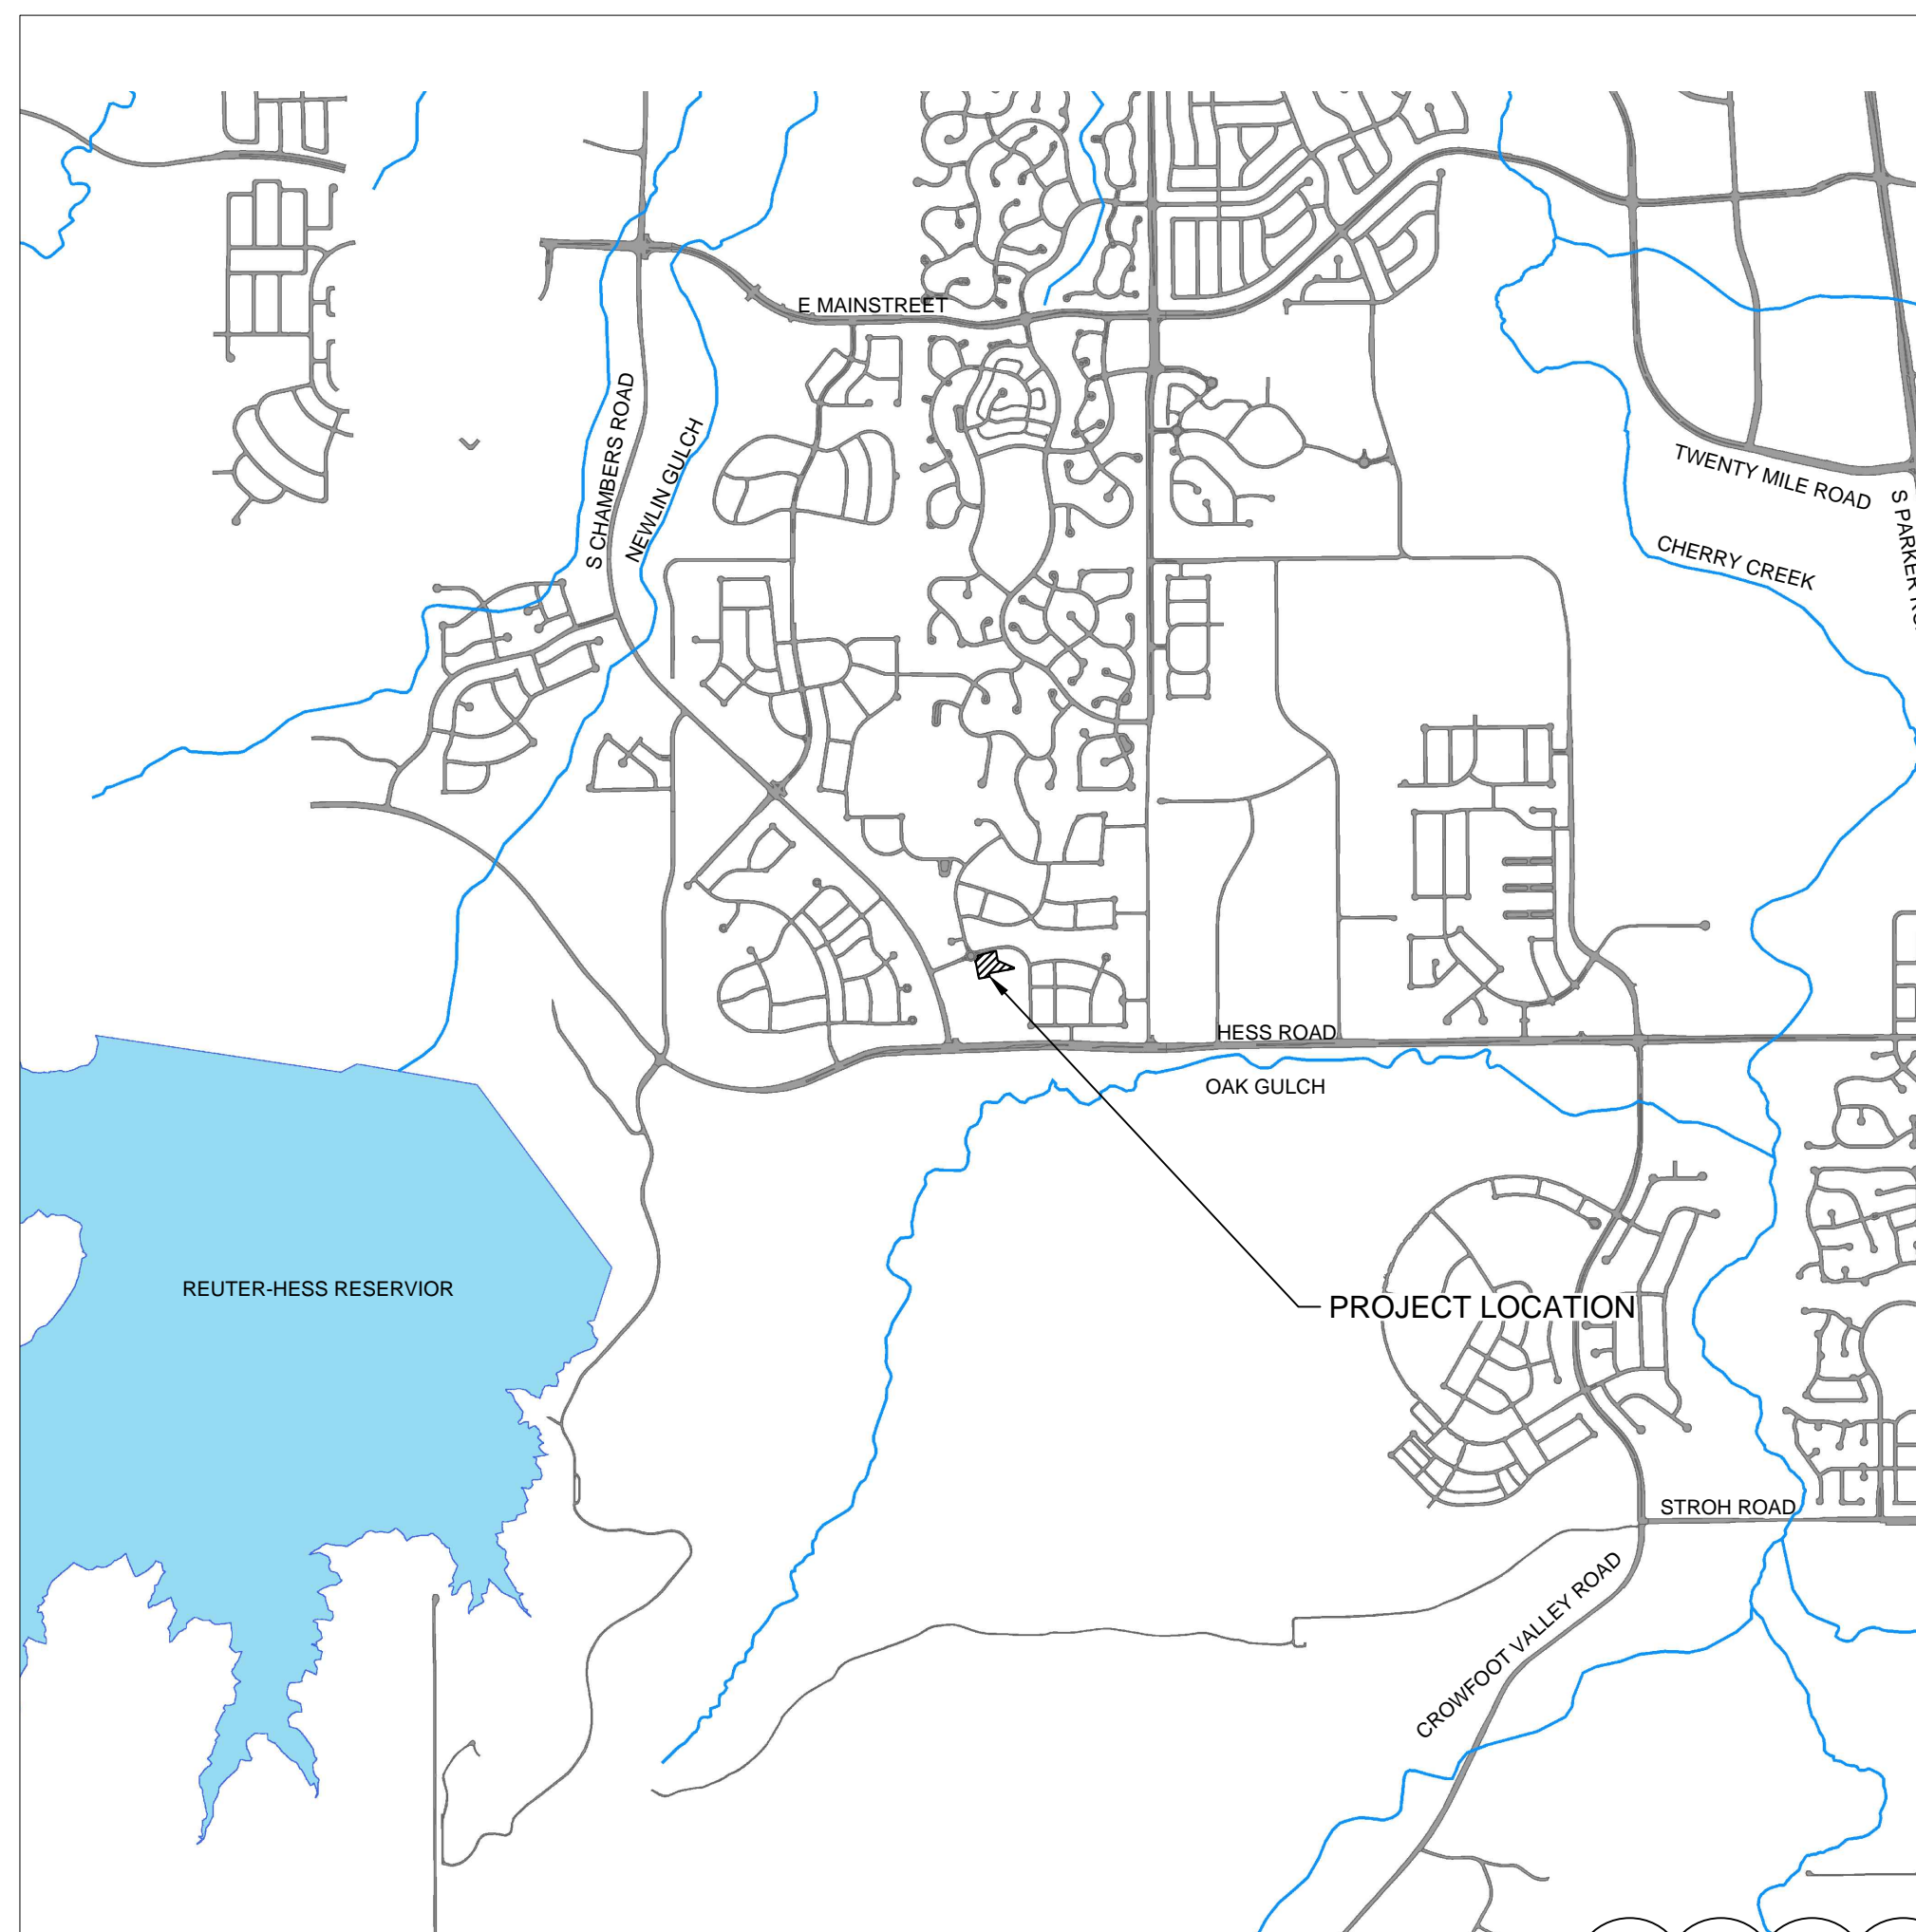 E MAINSTREET
S CHAMBERS ROAD
NEWLIN GULCH
TWENTY MILE ROAD
S PARKER
CHERRY CREEK
HESS ROAD
OAK GULCH
REUTER-HESS RESERVIOR
PROJECT LOCATION
STROH ROAD
CROWFOOT VALLEY ROAD